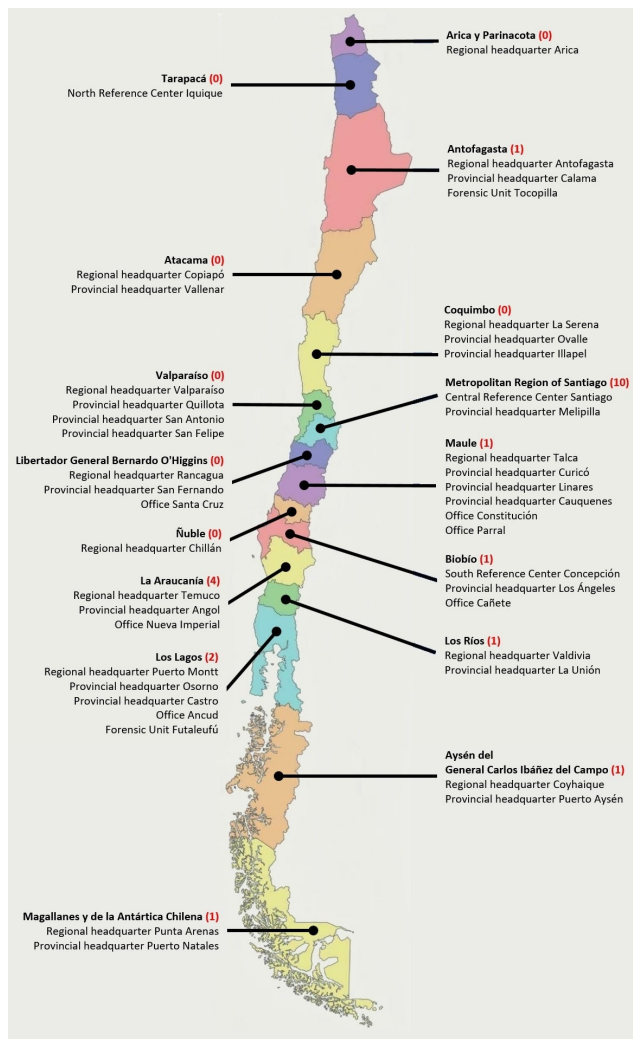 Arica y Parinacota (0)
Regional headquarter Arica
Tarapacá (0)
North Reference Center Iquique
Antofagasta (1)
Regional headquarter Antofagasta
Provincial headquarter Calama
Forensic Unit Tocopilla
Atacama (0)
Regional headquarter Copiapó
Provincial headquarter Vallenar
Coquimbo (0)
Regional headquarter La Serena
Provincial headquarter Ovalle
Provincial headquarter Illapel
Valparaíso (0)
Regional headquarter Valparaíso
Provincial headquarter Quillota
Provincial headquarter San Antonio
Provincial headquarter San Felipe
Metropolitan Region of Santiago (10)
Central Reference Center Santiago
Provincial headquarter Melipilla
Libertador General Bernardo O'Higgins (0)
Regional headquarter Rancagua
Provincial headquarter San Fernando
Office Santa Cruz
Maule (1)
Regional headquarter Talca
Provincial headquarter Curicó
Provincial headquarter Linares
Provincial headquarter Cauquenes
Office Constitución
Office Parral
Ñuble (0)
Regional headquarter Chillán
Biobío (1)
South Reference Center Concepción
Provincial headquarter Los Ángeles
Office Cañete
La Araucanía (4)
Regional headquarter Temuco
Provincial headquarter Angol
Office Nueva Imperial
Los Ríos (1)
Regional headquarter Valdivia
Provincial headquarter La Unión
Los Lagos (2)
Regional headquarter Puerto Montt
Provincial headquarter Osorno
Provincial headquarter Castro
Office Ancud
Forensic Unit Futaleufú
Aysén del
General Carlos Ibáñez del Campo (1)
Regional headquarter Coyhaique
Provincial headquarter Puerto Aysén
Magallanes y de la Antártica Chilena (1)
Regional headquarter Punta Arenas
Provincial headquarter Puerto Natales